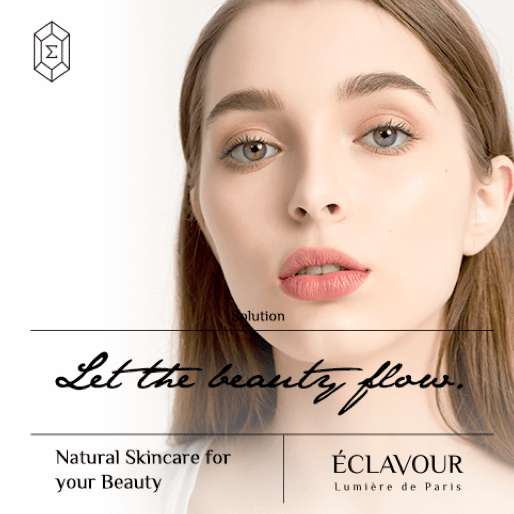 Σ
Solution
Let the beauty flow.
Natural Skincare for
your Beauty
ÉCLAVOUR
Lumière de Paris